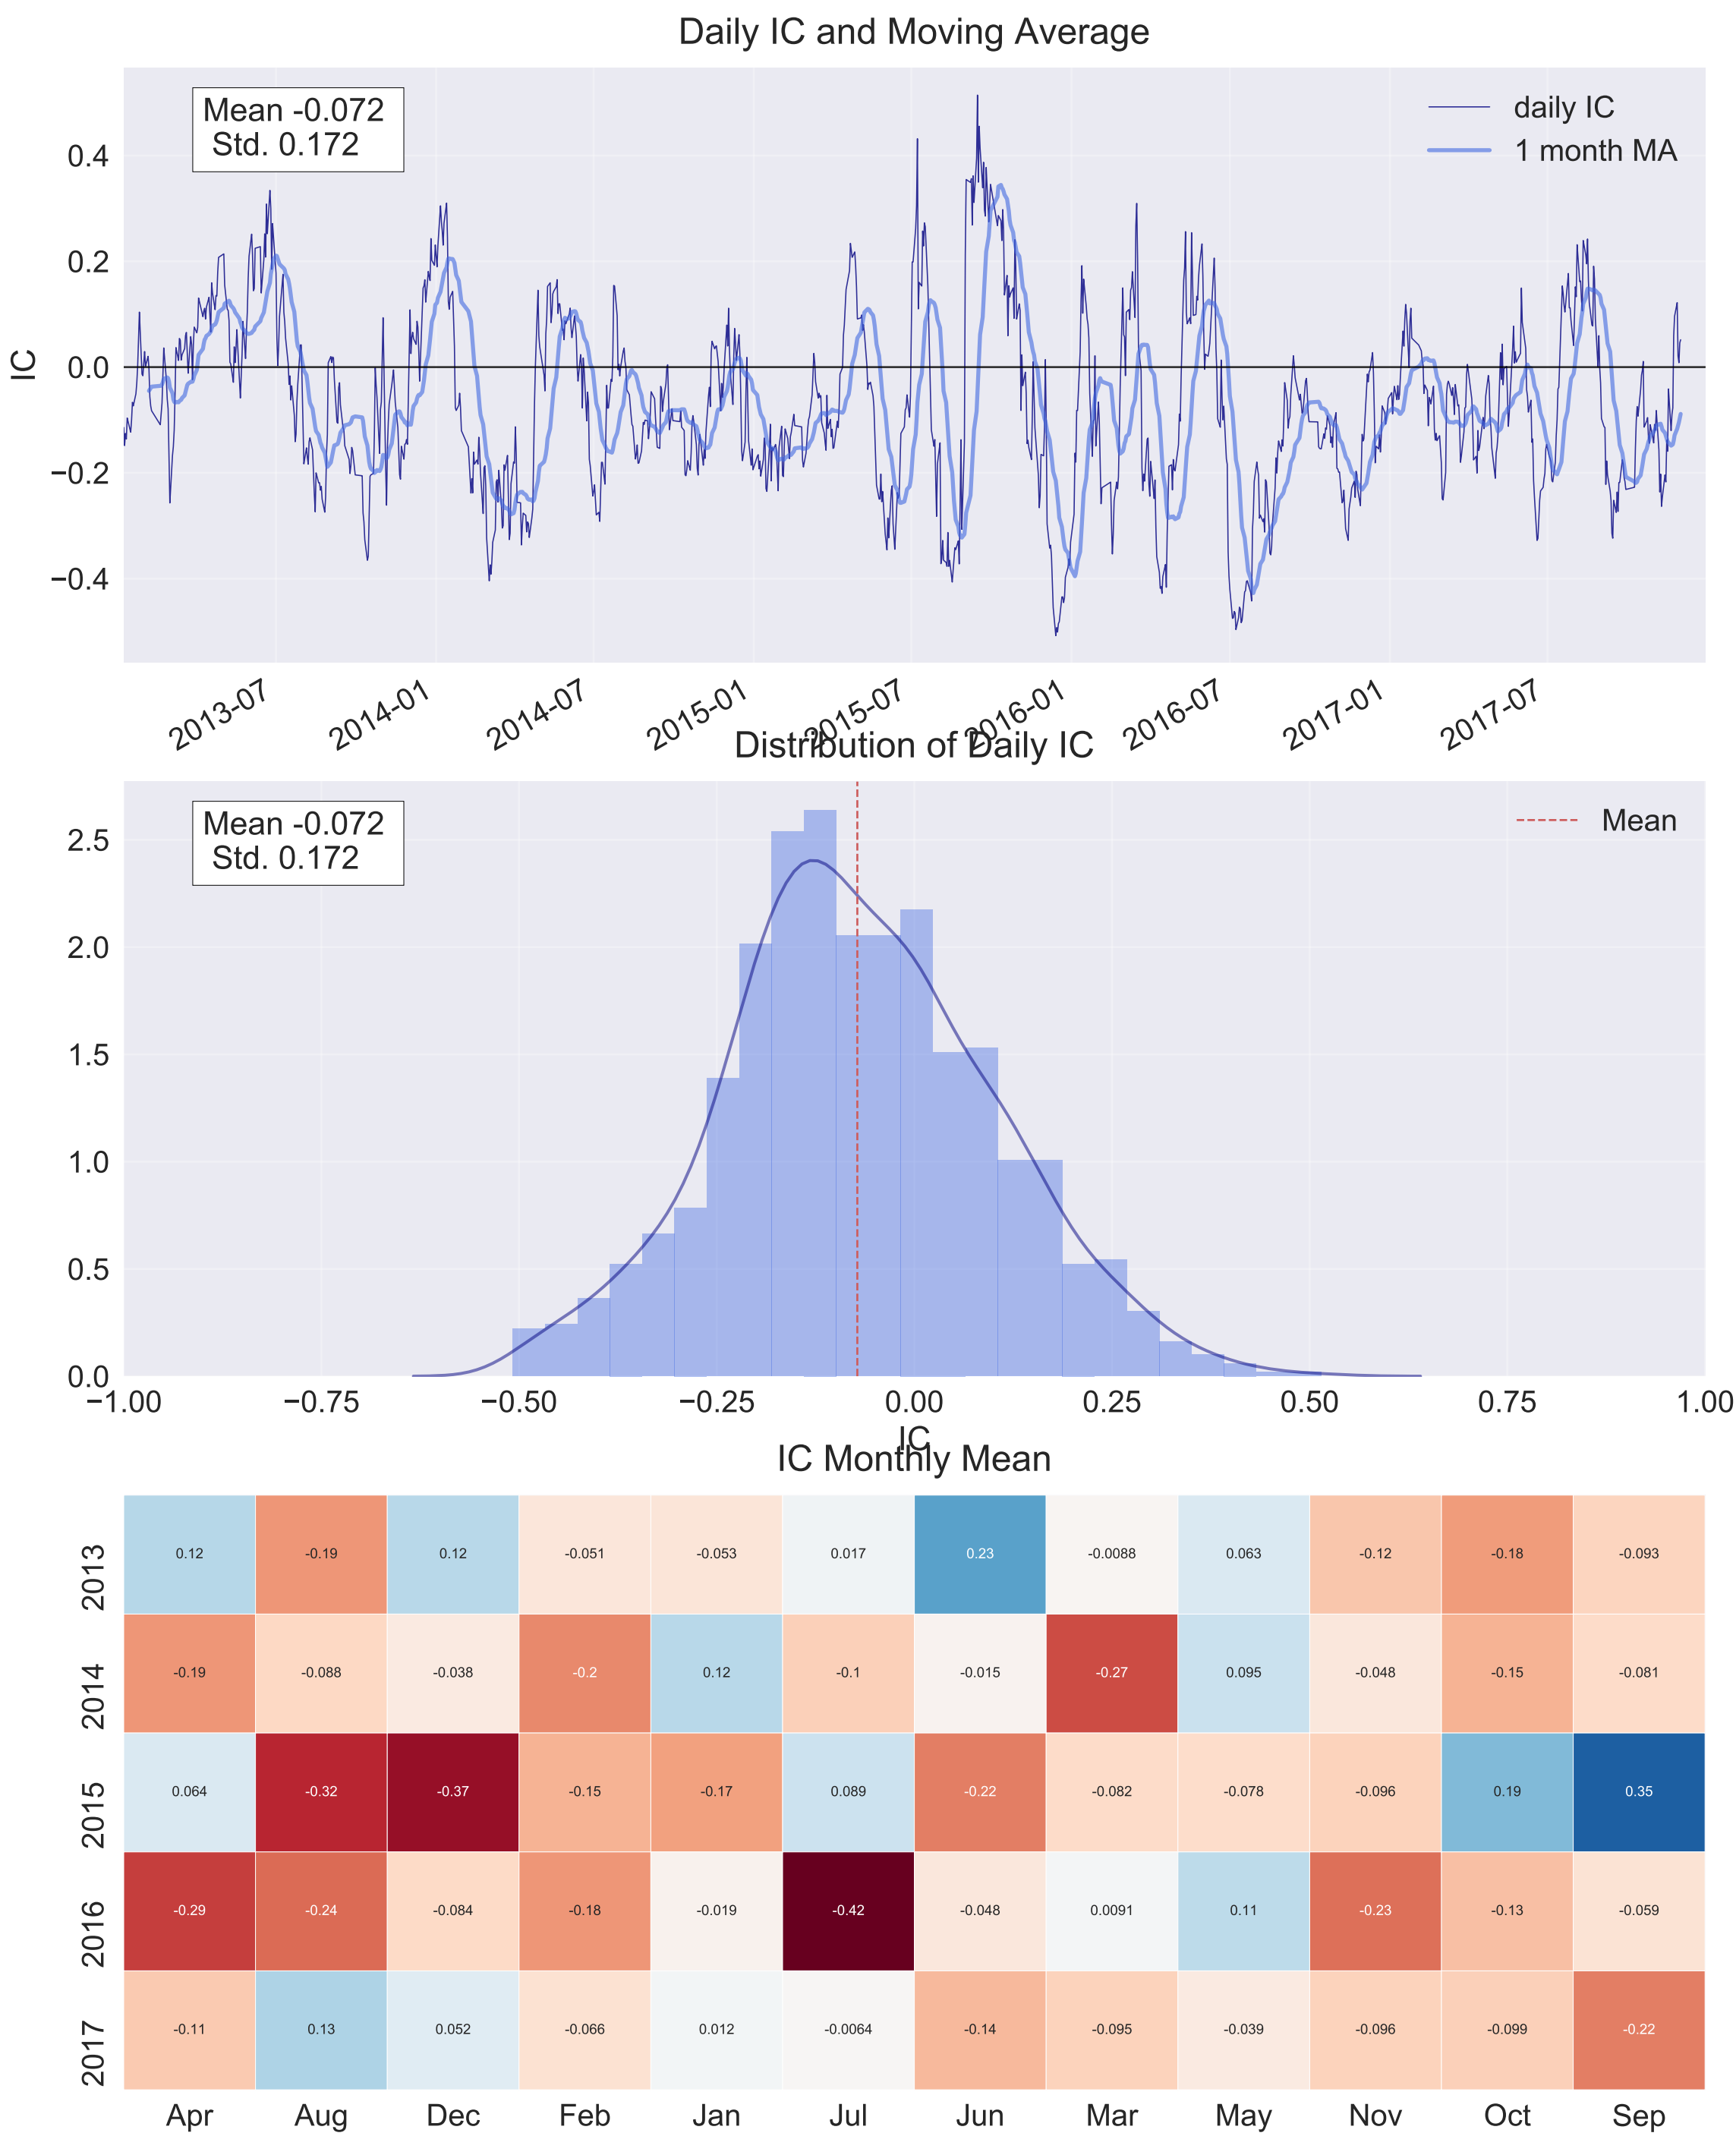 Daily IC and Moving Average
Mean -0.072
Std. 0.172
daily IC
1 month MA
IC
0.4
0.2
0.0
−0.2
−0.4
2013-07
2014-01
2014-07
2015-01
2015-07
2016-01
2016-07
2017-01
2017-07
Distribution of Daily IC
Mean -0.072
Std. 0.172
Mean
2.5
2.0
1.5
1.0
0.5
0.0
−1.00 −0.75 −0.50 −0.25 0.00 0.25 0.50 0.75 1.00
IC
IC Monthly Mean
2013 0.12 -0.19 0.12 -0.051 -0.053 0.017 0.23 -0.0088 0.063 -0.12 -0.18 -0.093
2014 -0.19 -0.088 -0.038 -0.2 0.12 -0.1 -0.015 -0.27 0.095 -0.048 -0.15 -0.081
2015 0.064 -0.32 -0.37 -0.15 -0.17 0.089 -0.22 -0.082 -0.078 -0.096 0.19 0.35
2016 -0.29 -0.24 -0.084 -0.18 -0.019 -0.42 -0.048 0.0091 0.11 -0.23 -0.13 -0.059
2017 -0.11 0.13 0.052 -0.066 0.012 -0.0064 -0.14 -0.095 -0.039 -0.096 -0.099 -0.22
Apr Aug Dec Feb Jan Jul Jun Mar May Nov Oct Sep